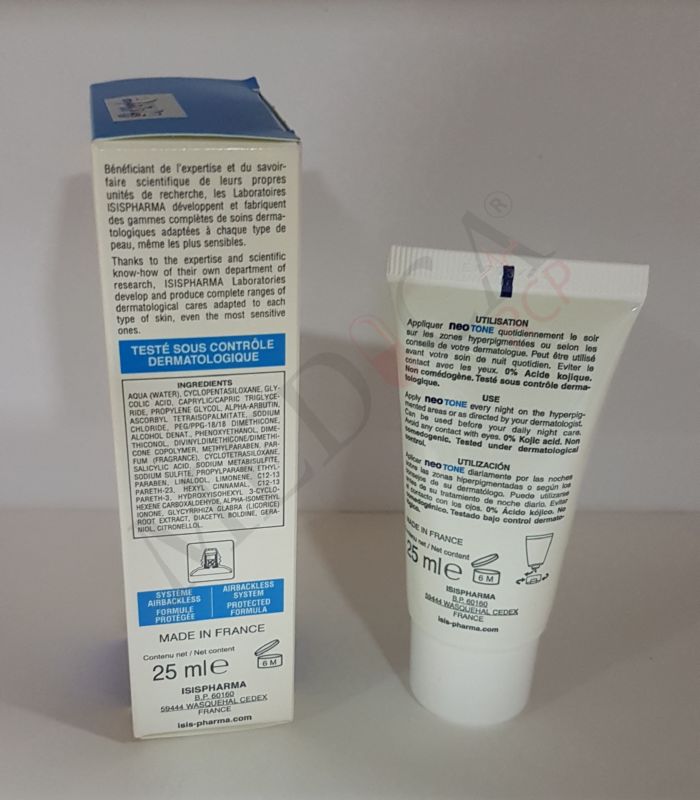 Bénéficiant de l'expertise et du savoir-
faire scientifique de leurs propres
unités de recherche, les Laboratoires
ISISPHARMA développent et fabriquent
des gammes complètes de soins derma-
tologiques adaptées à chaque type de
peau, même les plus sensibles.
Thanks to the expertise and scientific
know-how of their own department of
research, ISISPHARMA Laboratories
develop and produce complete ranges of
dermatological cares adapted to each
type of skin, even the most sensitive
ones.
TESTÉ SOUS CONTRÔLE
DERMATOLOGIQUE
INGREDIENTS
AQUA (WATER), CYCLOPENTASILOXANE, GLY-
COLIC ACID, CAPRYLIC/CAPRIC TRIGLYCE-
RIDE, PROPYLENE GLYCOL, ALPHA-ARBUTIN,
ASCORBYL TETRAISOPALMITATE, SODIUM
CHLORIDE, PEG/PPG-18/18 DIMETHICONE,
ALCOHOL DENAT., PHENOXYETHANOL, DIME-
THICONOL, DIVINYLDIMETHICONE/DIMETHI-
CONE COPOLYMER, METHYLPARABEN, PAR-
FUM (FRAGRANCE), CYCLOTETRASILOXANE,
SALICYLIC ACID, SODIUM METABISULFITE,
SODIUM SULFITE, PROPYLPARABEN, ETHYL-
PARABEN, LINALOOL, LIMONENE, C12-13
PARETH-23, HEXYL CINNAMAL, C12-13
PARETH-3, HYDROXYISOHEXYL 3-CYCLO-
HEXENE CARBOXALDEHYDE, ALPHA-ISOMETHYL
IONONE, GLYCYRRHIZA GLABRA (LICORICE)
ROOT EXTRACT, DIACETYL BOLDINE, GERA-
NIOL, CITRONELLOL.
SYSTÈME
AIRBACKLESS
FORMULE
PROTÉGÉE
AIRBACKLESS
SYSTEM
PROTECTED
FORMULA
MADE IN FRANCE
Contenu net / Net content
25 ml e
6 M
ISISPHARMA
B.P. 60160
59444 WASQUEHAL CEDEX
FRANCE
isis-pharma.com
UTILISATION
Appliquer neoTONE quotidiennement le soir
sur les zones hyperpigmentées ou selon les
conseils de votre dermatologue. Peut être utilisé
avant votre soin de nuit quotidien. Eviter le
contact avec les yeux. 0% Acide kojique.
Non comédogène. Testé sous contrôle derma-
tologique.
USE
Apply neoTONE every night on the hyperpig-
mented areas or as directed by your dermatologist.
Can be used before your daily night care.
Avoid any contact with eyes. 0% Kojic acid. Non
comedogenic. Tested under dermatological
control.
UTILIZACIÓN
Aplicar neoTONE diariamente por las noches
sobre las zonas hiperpigmentadas o según los
consejos de su dermatólogo. Puede utilizarse
antes de su tratamiento de noche diario. Evitar
el contacto con los ojos. 0% Acido kójico. No
comedogénico. Testado bajo control dermato-
lógico.
MADE IN FRANCE
Contenu net / Net content
25 ml e
6 M
ISISPHARMA
B.P. 60160
59444 WASQUEHAL CEDEX
FRANCE
isis-pharma.com
MEDICA
PCP
®